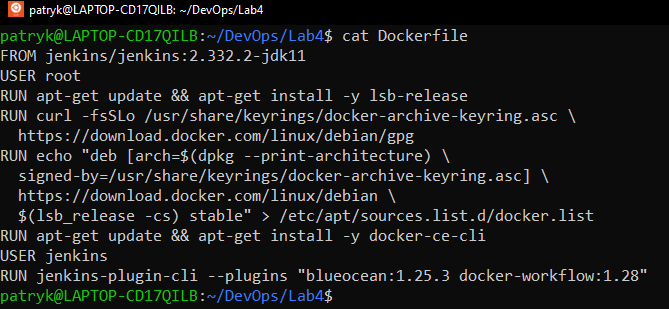 patryk@LAPTOP-CD17QILB: ~/DevOps/Lab4
patryk@LAPTOP-CD17QILB:~/DevOps/Lab4$ cat Dockerfile
FROM jenkins/jenkins:2.332.2-jdk11
USER root
RUN apt-get update && apt-get install -y lsb-release
RUN curl -fsSLo /usr/share/keyrings/docker-archive-keyring.asc \
  https://download.docker.com/linux/debian/gpg
RUN echo "deb [arch=$(dpkg --print-architecture) \
  signed-by=/usr/share/keyrings/docker-archive-keyring.asc] \
  https://download.docker.com/linux/debian \
  $(lsb_release -cs) stable" > /etc/apt/sources.list.d/docker.list
RUN apt-get update && apt-get install -y docker-ce-cli
USER jenkins
RUN jenkins-plugin-cli --plugins "blueocean:1.25.3 docker-workflow:1.28"
patryk@LAPTOP-CD17QILB:~/DevOps/Lab4$